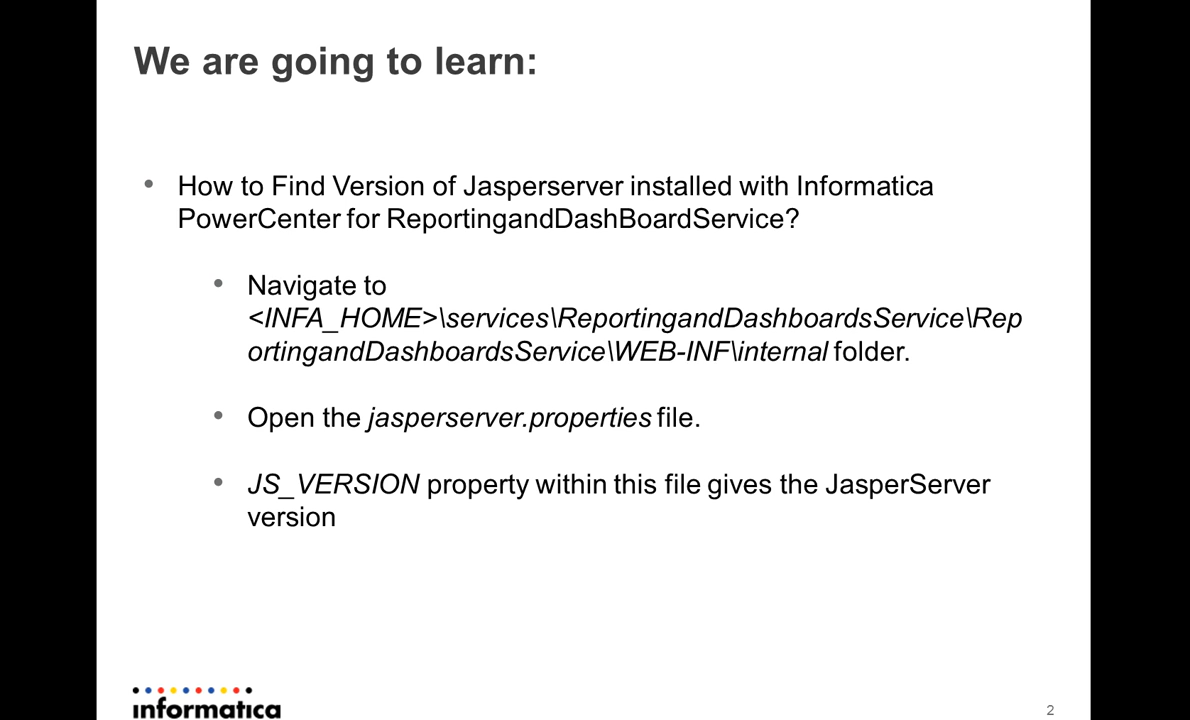 We are going to learn:
• How to Find Version of Jasperserver installed with Informatica
PowerCenter for ReportingandDashBoardService?
• Navigate to
<INFA_HOME>\services\ReportingandDashboardsService\Rep
ortingandDashboardsService\WEB-INF\internal folder.
• Open the jasperserver.properties file.
• JS_VERSION property within this file gives the JasperServer
version
informatica
2